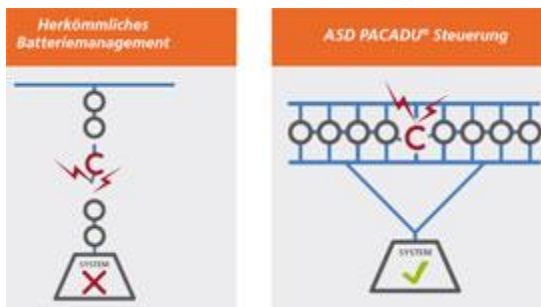 Herkömmliches
Batteriemanagement
ASD PACADU® Steuerung
SYSTEM
SYSTEM